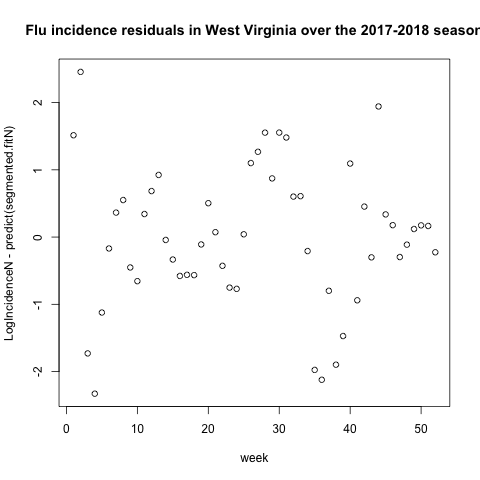 Flu incidence residuals in West Virginia over the 2017-2018 season
LogIncidenceN - predict(segmented.fitN)
2
1
0
-1
-2
0 10 20 30 40 50
week